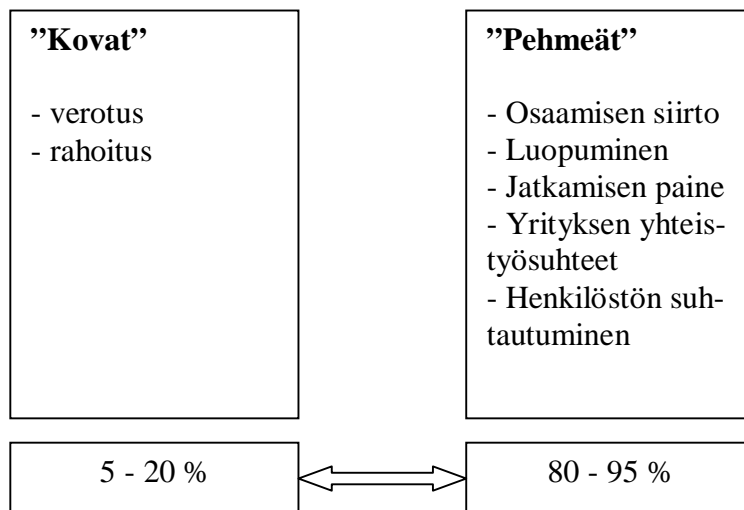 ”Kovat”
- verotus
- rahoitus
”Pehmeät”
- Osaamisen siirto
- Luopuminen
- Jatkamisen paine
- Yrityksen yhteis-
työsuhteet
- Henkilöstön suh-
tautuminen
5 - 20 %
80 - 95 %